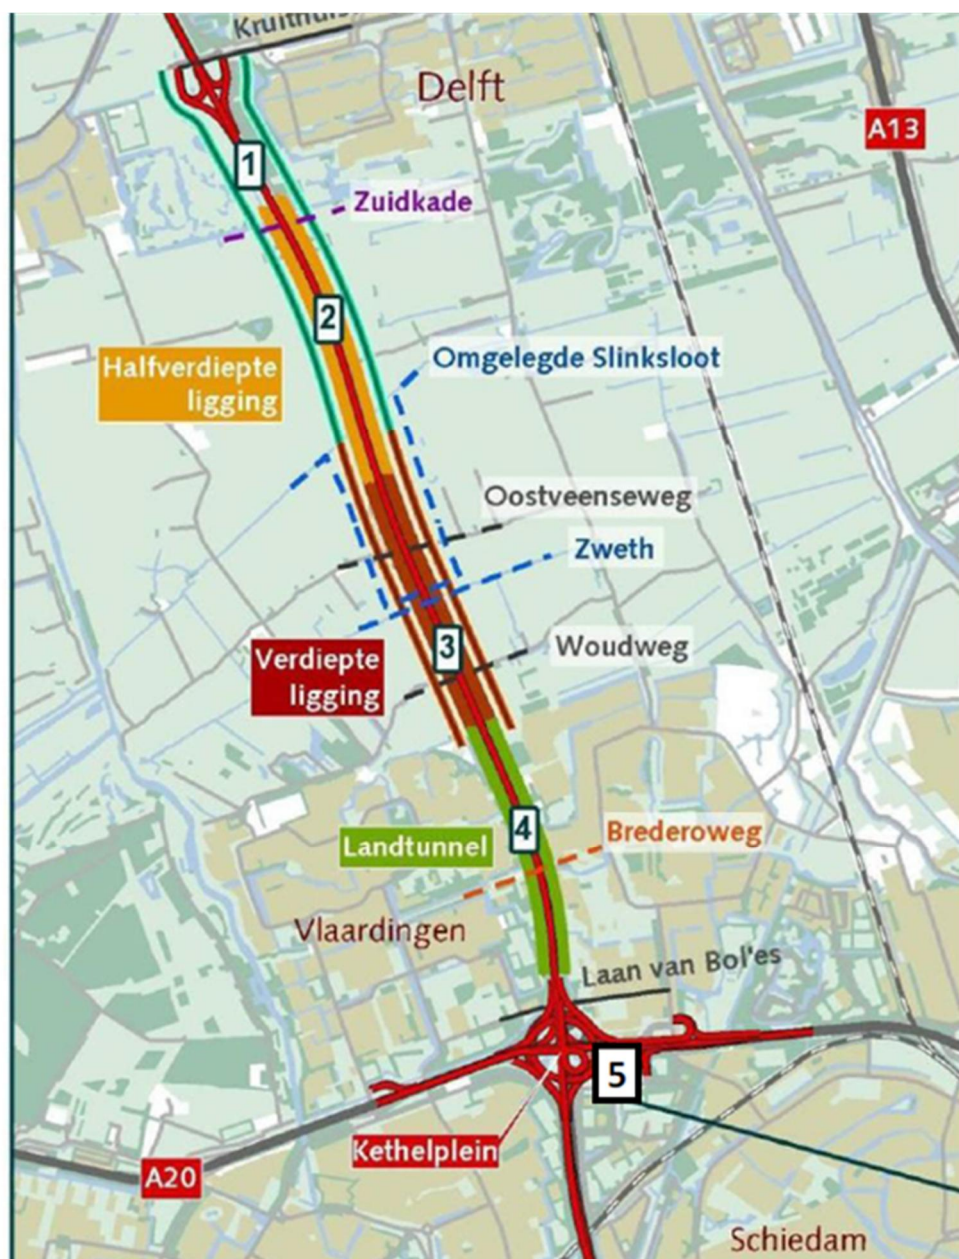 Delft
A13
1
Zuidkade
2
Omgelegde Slinksloot
Halfverdiepte
ligging
Oostveenseweg
Zweth
3
Woudweg
Verdiepte
ligging
4
Brederoweg
Landtunnel
Vlaardingen
Laan van Bol'es
5
Kethelplein
A20
Schiedam